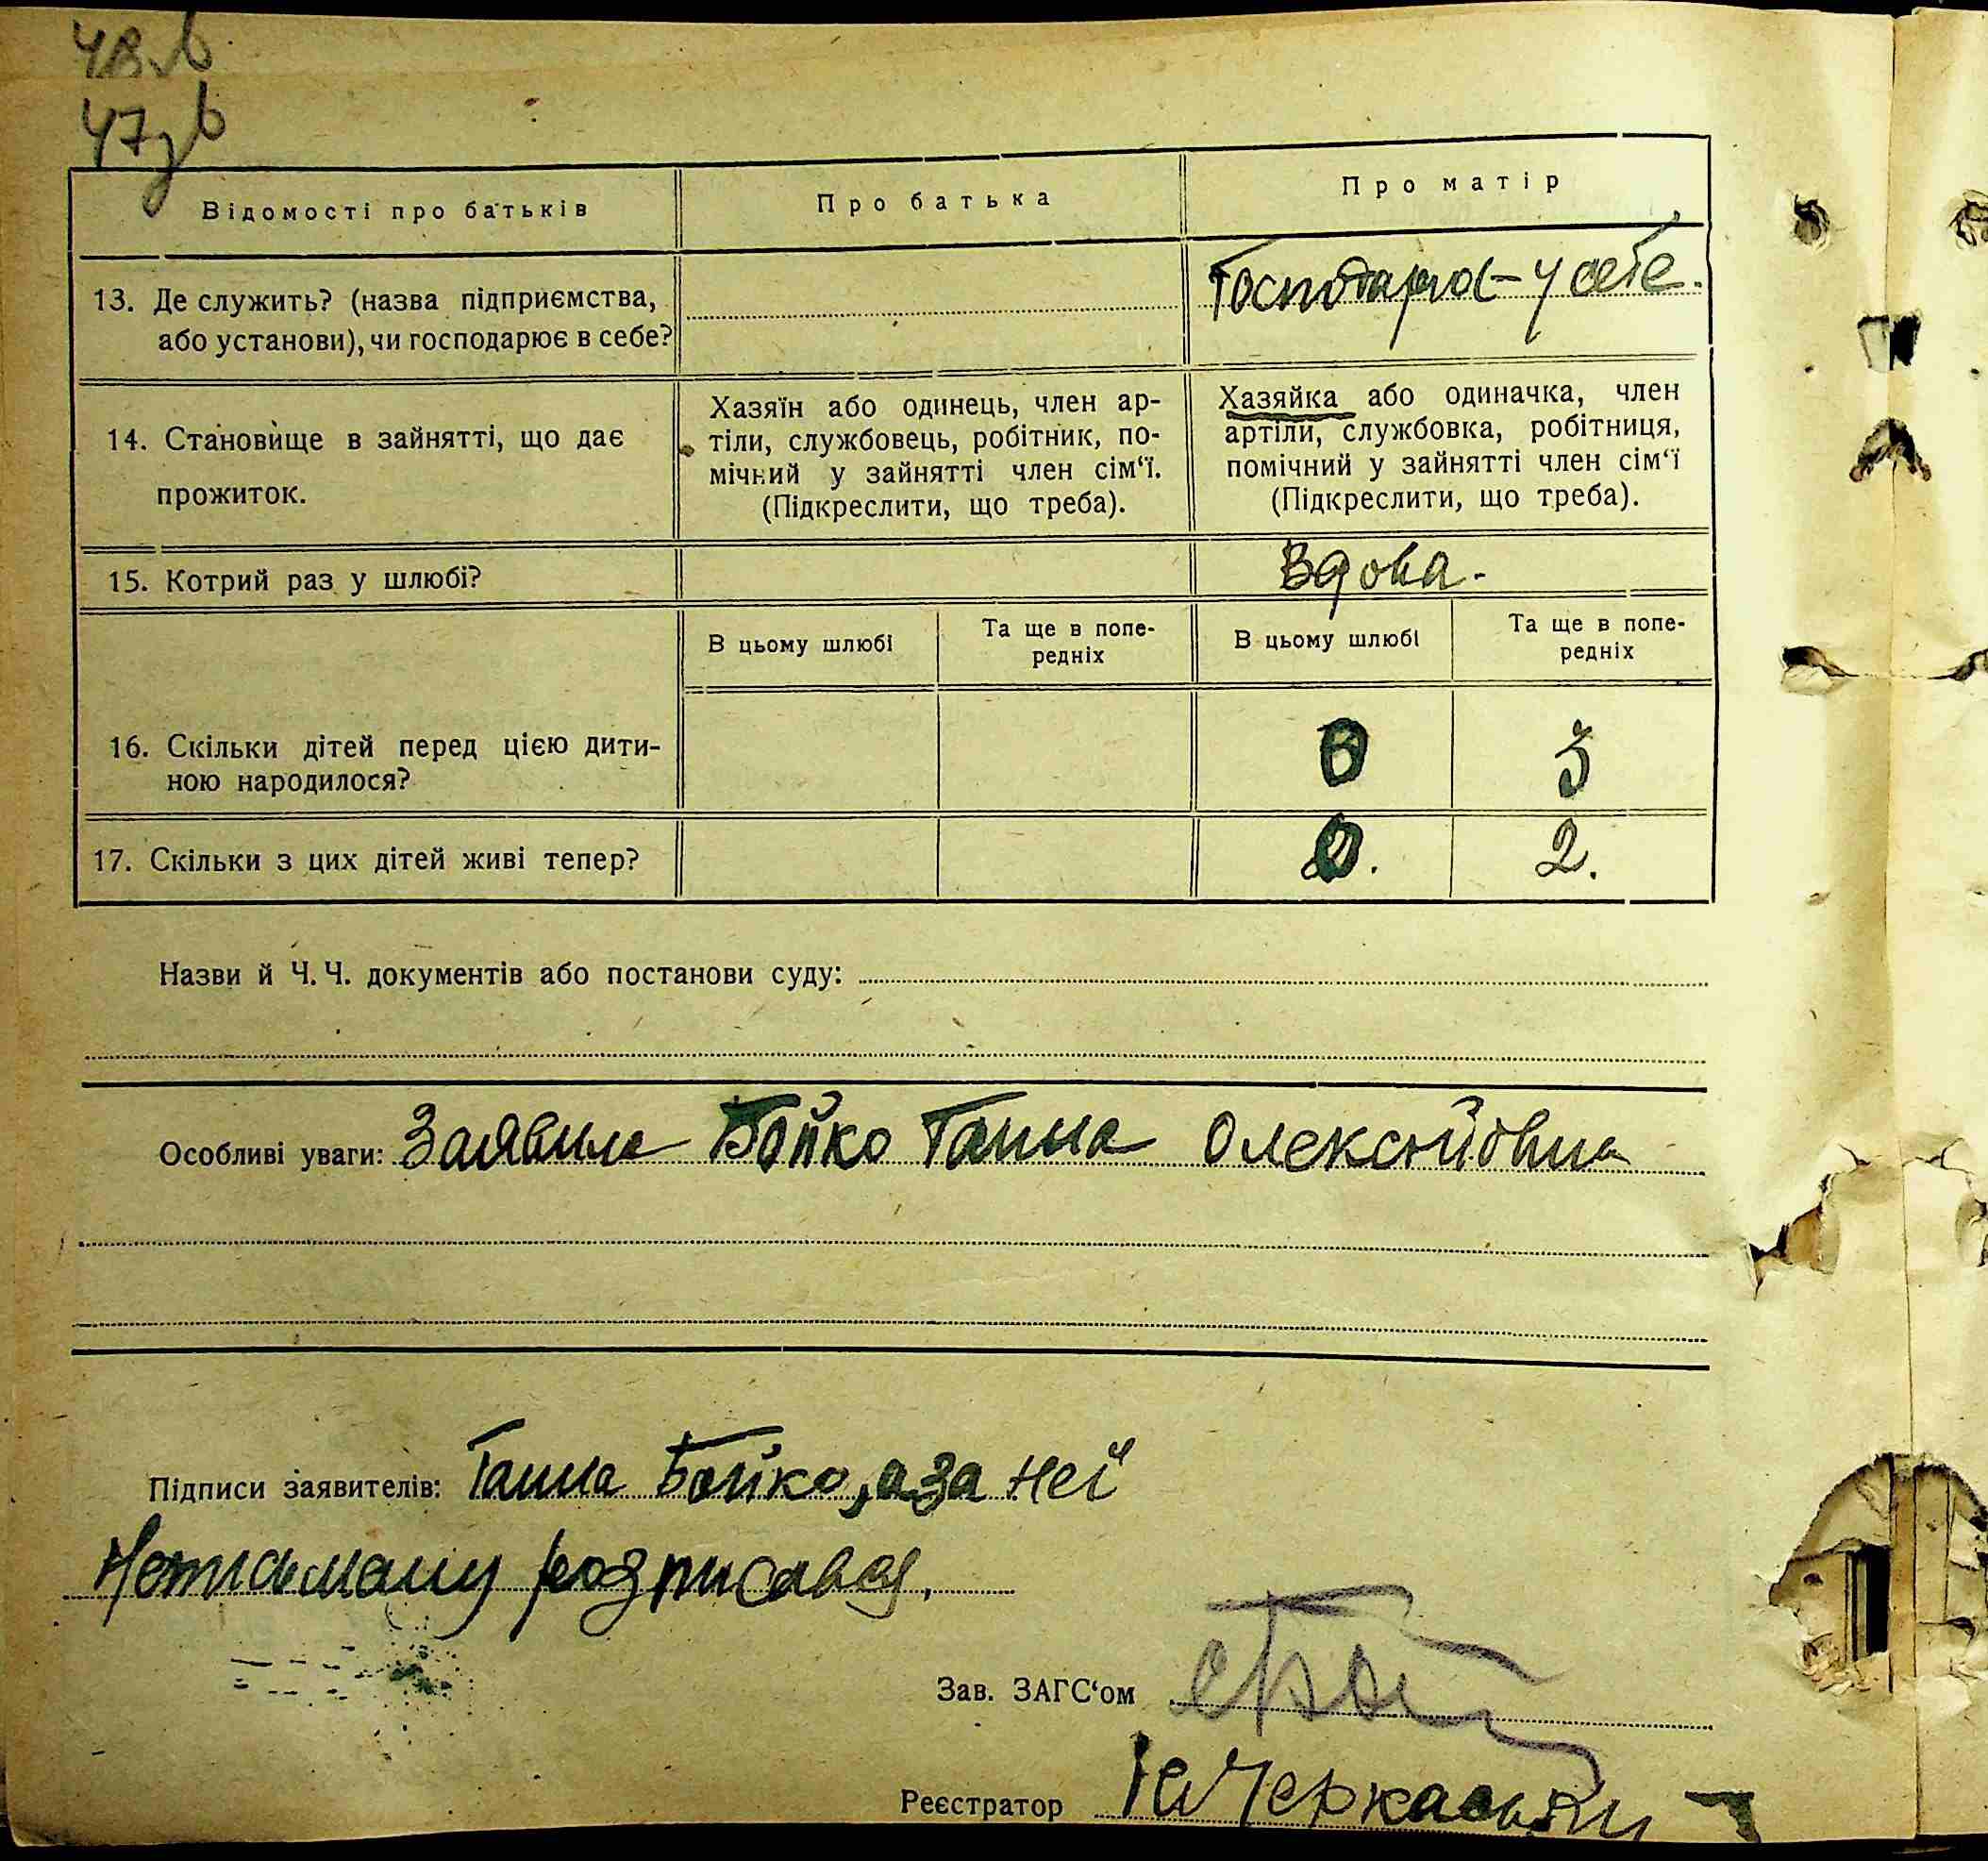 48
47
Відомості про батьків
Про батька
Про матір
13. Де служить? (назва підприємства, або установи), чи господарює в себе?
Господарює у себе.
14. Становище в зайнятті, що дає прожиток.
Хазяїн або одинець, член ар-
тіли, службовець, робітник, по-
мічний у зайнятті член сім‘ї.
(Підкреслити, що треба).
Хазяйка або одиначка, член
артіли, службовка, робітниця,
помічний у зайнятті член сім‘ї
(Підкреслити, що треба).
15. Котрий раз у шлюбі?
Вдова.
В цьому шлюбі
Та ще в попе-
редніх
В цьому шлюбі
Та ще в попе-
редніх
16. Скільки дітей перед цією дити-
ною народилося?
0
3
17. Скільки з цих дітей живі тепер?
0.
2.
Назви й Ч. Ч. документів або постанови суду:
Особливі уваги: Заявила Бойко Ганна Олексійовна
Підписи заявителів: Ганна Бойко, а за неї
неписьмену розписався.
Зав. ЗАГС‘ом
Реєстратор